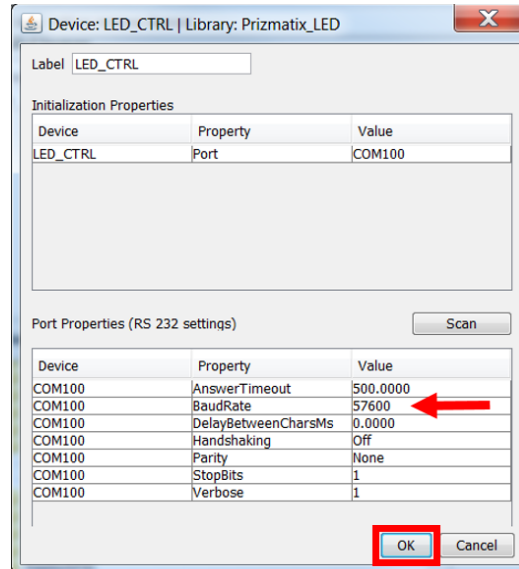 Device: LED_CTRL | Library: Prizmatix_LED
X
Label LED_CTRL
Initialization Properties
Device Property Value
LED_CTRL Port COM100
Port Properties (RS 232 settings) Scan
Device Property Value
COM100 AnswerTimeout 500.0000
COM100 BaudRate 57600
COM100 DelayBetweenCharsMs 0.0000
COM100 Handshaking Off
COM100 Parity None
COM100 StopBits 1
COM100 Verbose 1
OK Cancel